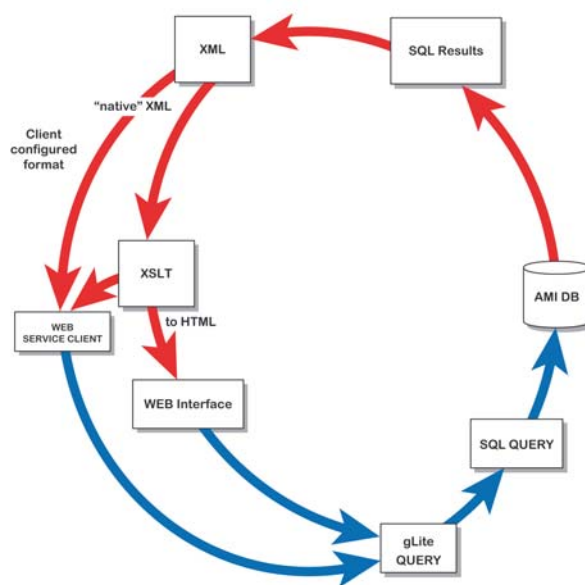 XML
SQL Results
“native” XML
Client
configured
format
XSLT
AMI DB
WEB
SERVICE CLIENT
to HTML
WEB Interface
SQL QUERY
gLite
QUERY